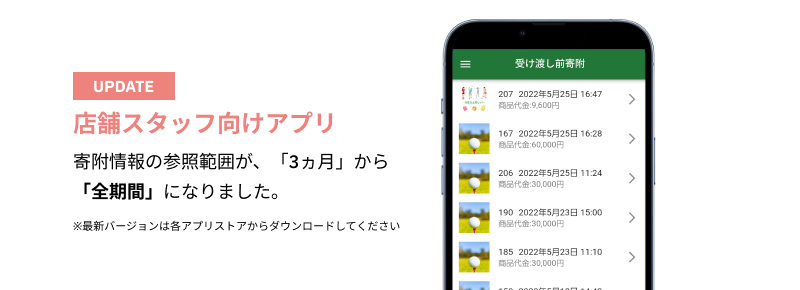 UPDATE
店舗スタッフ向けアプリ
寄附情報の参照範囲が、「3ヵ月」から
「全期間」になりました。
※最新バージョンは各アプリストアからダウンロードしてください
受け渡し前寄附
207 2022年5月25日 16:47
商品代金:9,600円
167 2022年5月25日 16:28
商品代金:60,000円
206 2022年5月25日 11:24
商品代金:30,000円
190 2022年5月23日 15:00
商品代金:30,000円
185 2022年5月23日 11:10
商品代金:30,000円